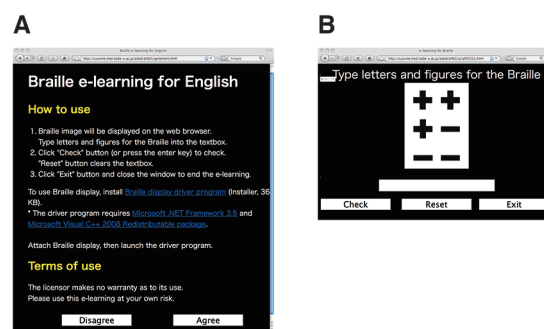 A
B
Braille e-learning for English
Braille e-learning for English
How to use
1. Braille image will be displayed on the web browser.
Type letters and figures for the Braille into the textbox.
2. Click "Check" button (or press the enter key) to check.
"Reset" button clears the textbox.
3. Click "Exit" button and close the window to end the e-learning.
To use Braille display, install Braille display driver program (Installer, 36
KB).
* The driver program requires Microsoft .NET Framework 3.5 and
Microsoft Visual C++ 2008 Redistributable package.
Attach Braille display, then launch the driver program.
Terms of use
The licensor makes no warranty as to its use.
Please use this e-learning at your own risk.
Disagree Agree
e-learning for Braille
Type letters and figures for the Braille
Check Reset Exit